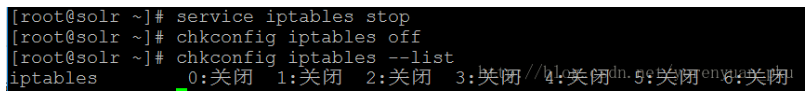 [root@solr ~]# service iptables stop
[root@solr ~]# chkconfig iptables off
[root@solr ~]# chkconfig iptables --list
iptables 0:关闭 1:关闭 2:关闭 3:关闭 4:关闭 5:关闭 6:关闭